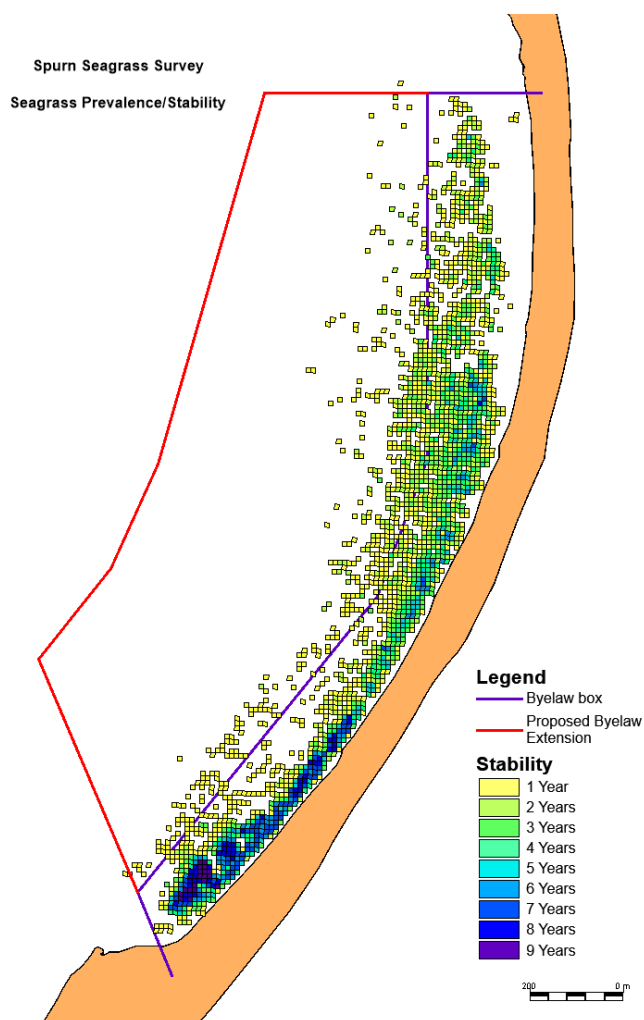 Spurn Seagrass Survey
Seagrass Prevalence/Stability
Legend
Byelaw box
Proposed Byelaw
Extension
Stability
1 Year
2 Years
3 Years
4 Years
5 Years
6 Years
7 Years
8 Years
9 Years
200 0 m